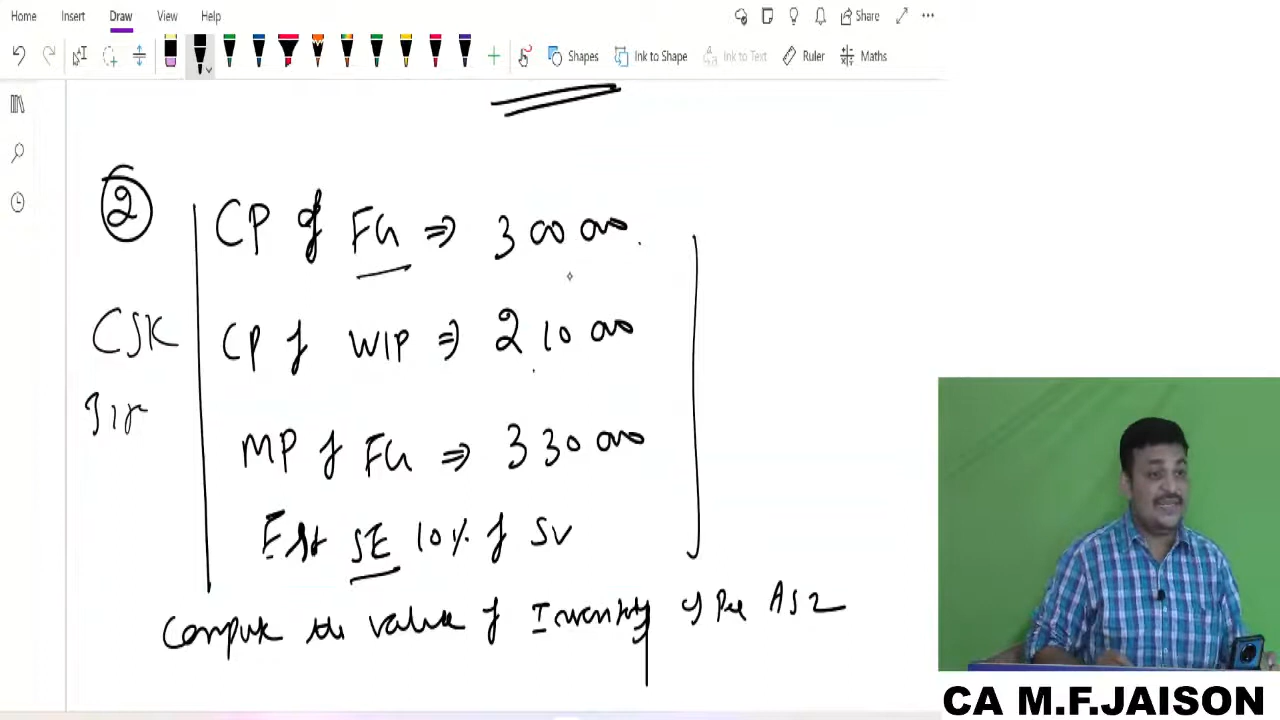 Home Insert Draw View Help Share
Shapes Ink to Shape Ink to Text Ruler Maths
2
CP of FG ⇒ 300000.
CSK CP of WIP ⇒ 210000
31st
MP of FG ⇒ 330000
Est SE 10% of SV
Compute the value of Inventory as Per AS 2
CA M.F.JAISON